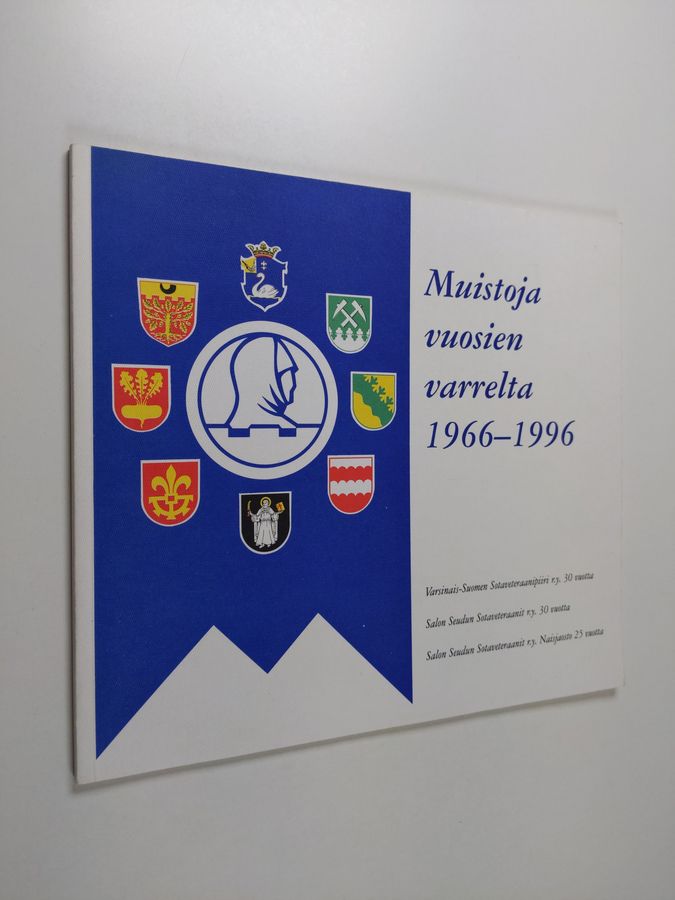 Muistoja
vuosien
varrelta
1966–1996
Varsinais-Suomen Sotaveteraanipiiri r.y. 30 vuotta
Salon Seudun Sotaveteraanit r.y. 30 vuotta
Salon Seudun Sotaveteraanit r.y. Naisjaosto 25 vuotta